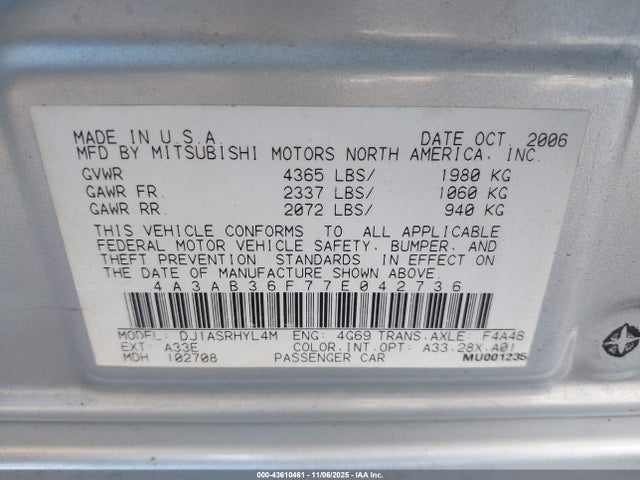 MADE IN U.S.A. DATE OCT. 2006
MFD BY MITSUBISHI MOTORS NORTH AMERICA, INC.
GVWR 4365 LBS/ 1980 KG
GAWR FR. 2337 LBS/ 1060 KG
GAWR RR. 2072 LBS/ 940 KG
THIS VEHICLE CONFORMS TO ALL APPLICABLE
FEDERAL MOTOR VEHICLE SAFETY, BUMPER, AND
THEFT PREVENTION STANDARDS IN EFFECT ON
THE DATE OF MANUFACTURE SHOWN ABOVE.
4A3AB36F77E042736
MODEL: DJ1ASRHYL4M ENG: 4G69 TRANS.AXLE: F4A4B
EXT: A33E COLOR.INT.OPT: A33.28X.A01
MDH 102708 PASSENGER CAR MU001235
000-43610461 - 11/06/2025 - IAA Inc.